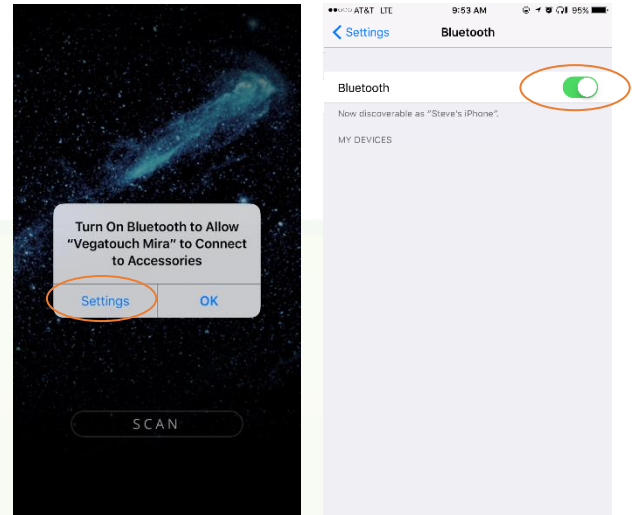 Turn On Bluetooth to Allow
“Vegatouch Mira” to Connect
to Accessories
Settings
OK
SCAN
AT&T LTE
9:53 AM
95%
Settings
Bluetooth
Bluetooth
Now discoverable as “Steve’s iPhone”.
MY DEVICES